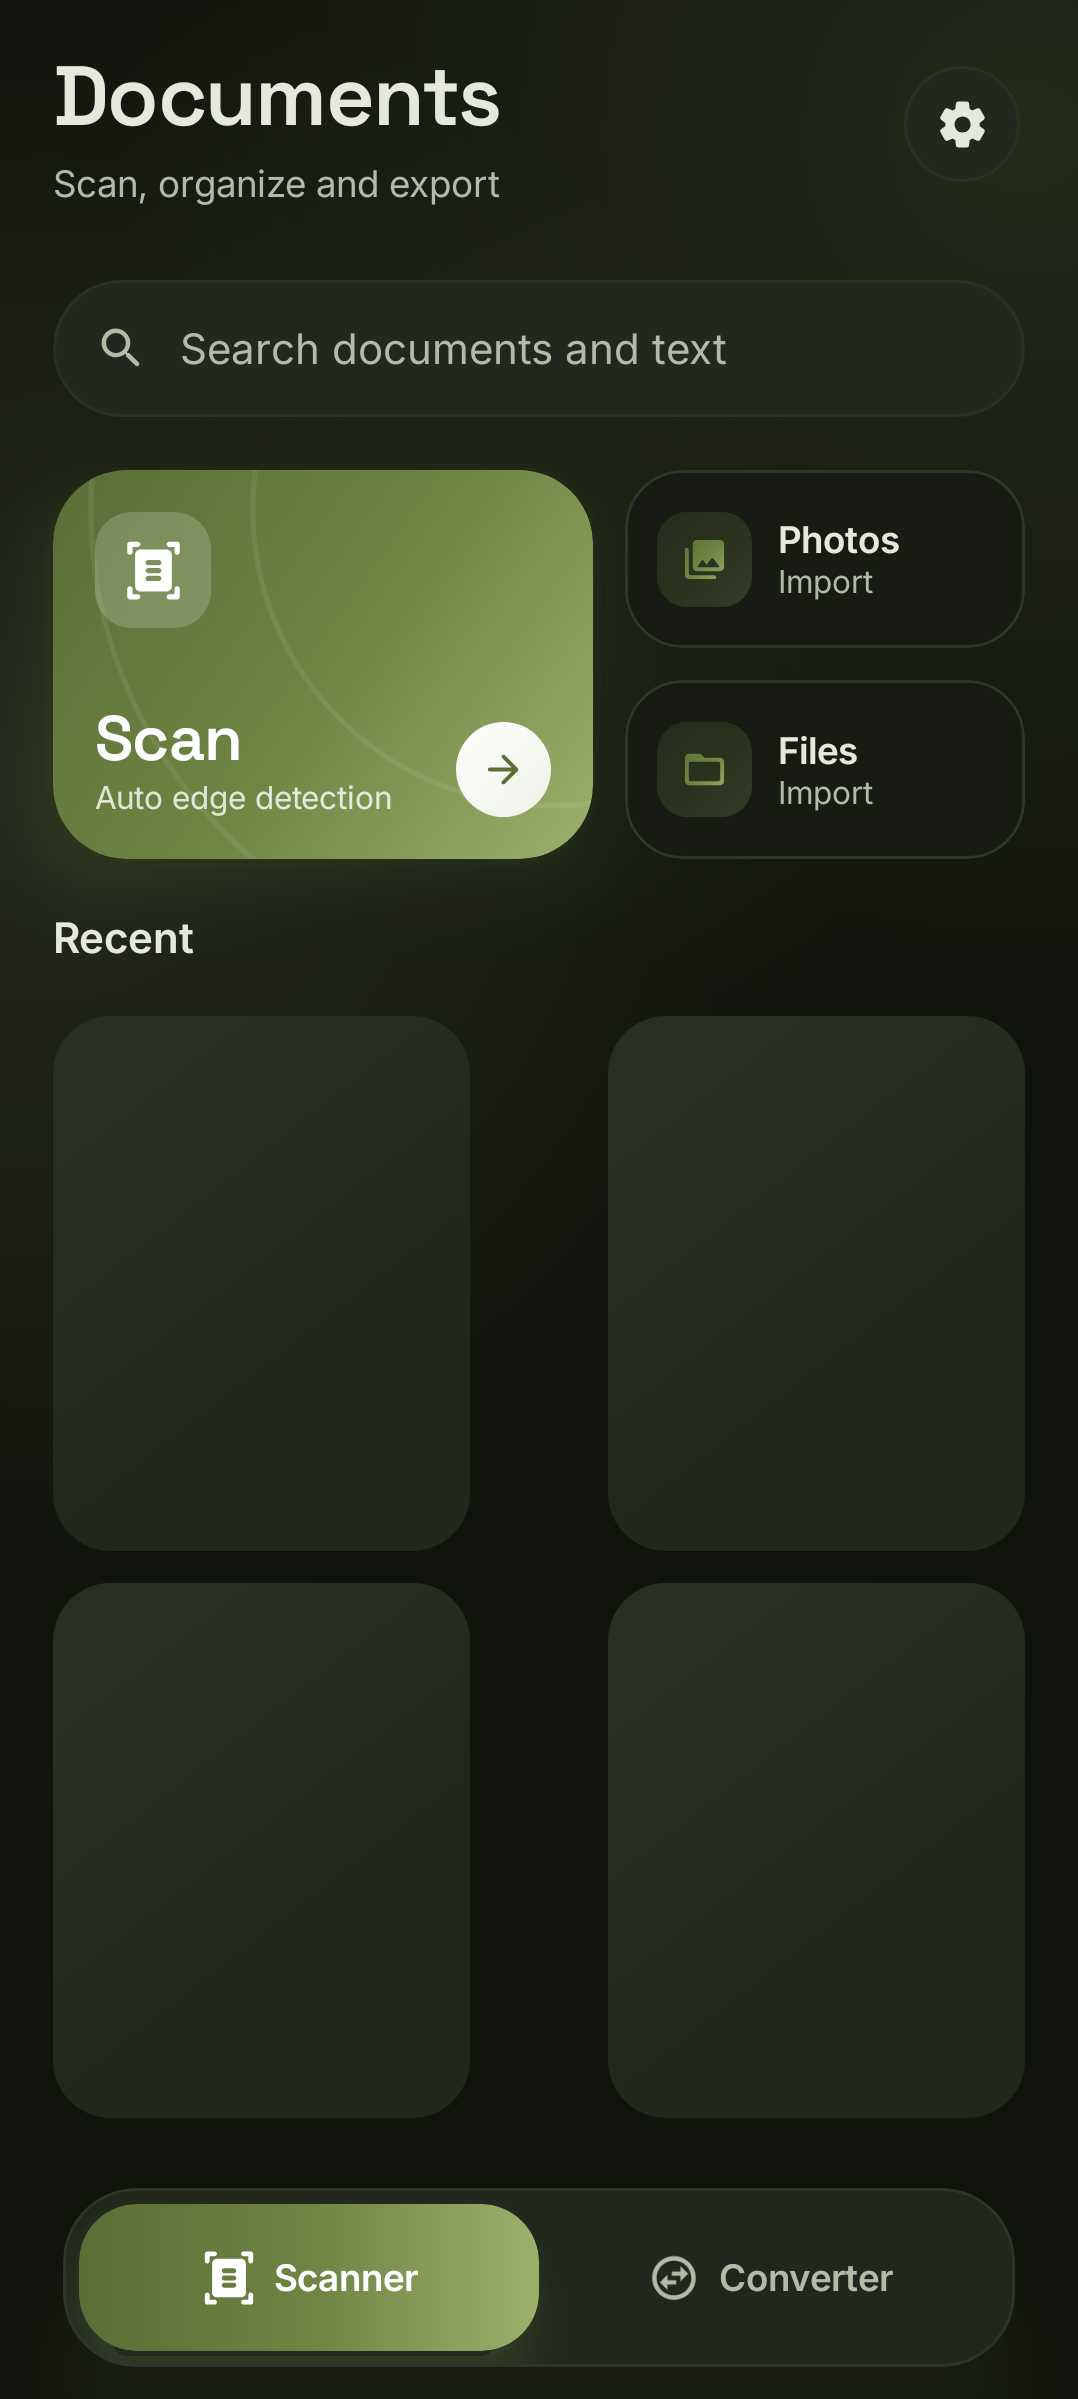 Documents
Scan, organize and export
Search documents and text
Scan
Auto edge detection
Photos
Import
Files
Import
Recent
Scanner
Converter